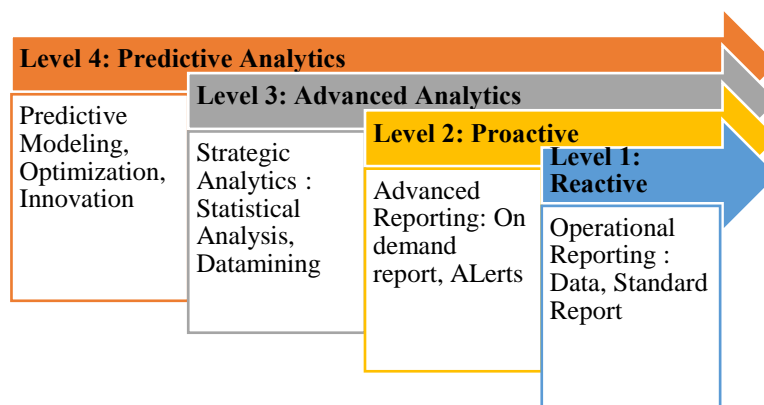 Level 4: Predictive Analytics
Predictive
Modeling,
Optimization,
Innovation
Level 3: Advanced Analytics
Strategic
Analytics :
Statistical
Analysis,
Datamining
Level 2: Proactive
Advanced
Reporting: On
demand
report, ALerts
Level 1:
Reactive
Operational
Reporting :
Data, Standard
Report